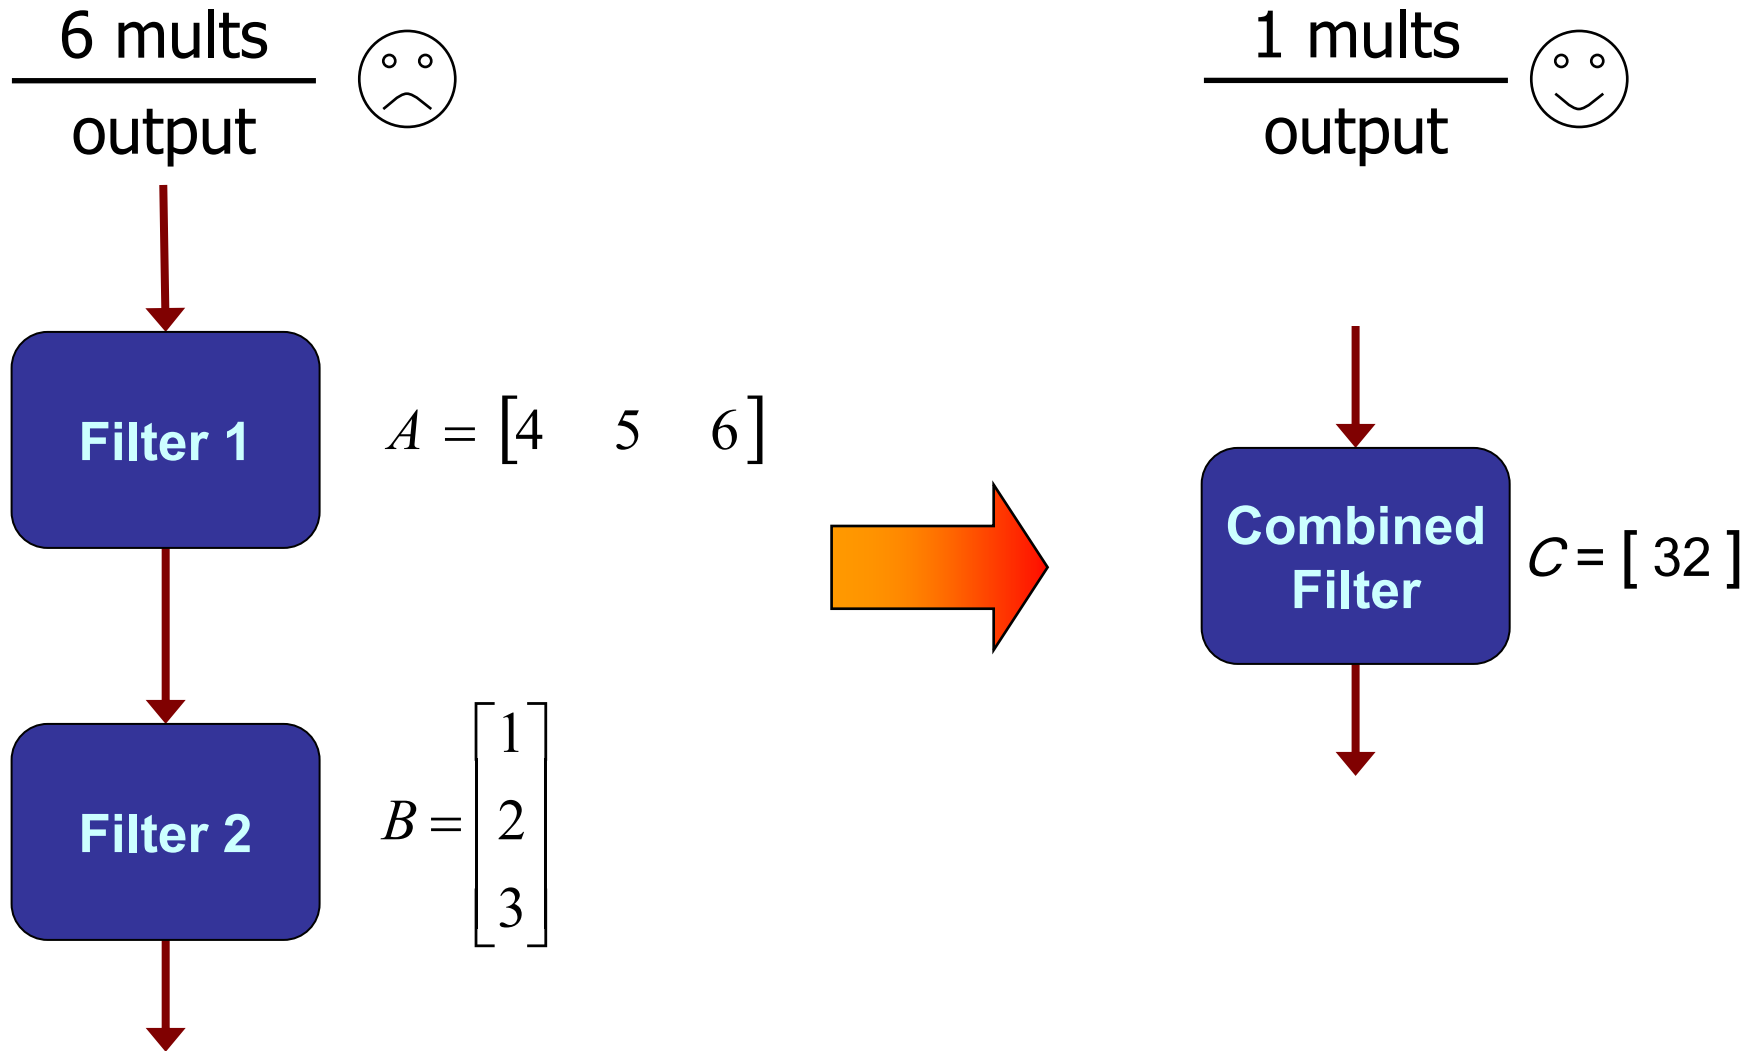 6 mults
output
Filter 1
A = [4 5 6]
Filter 2
B = [1
2
3]
1 mults
output
Combined
Filter
C = [ 32 ]